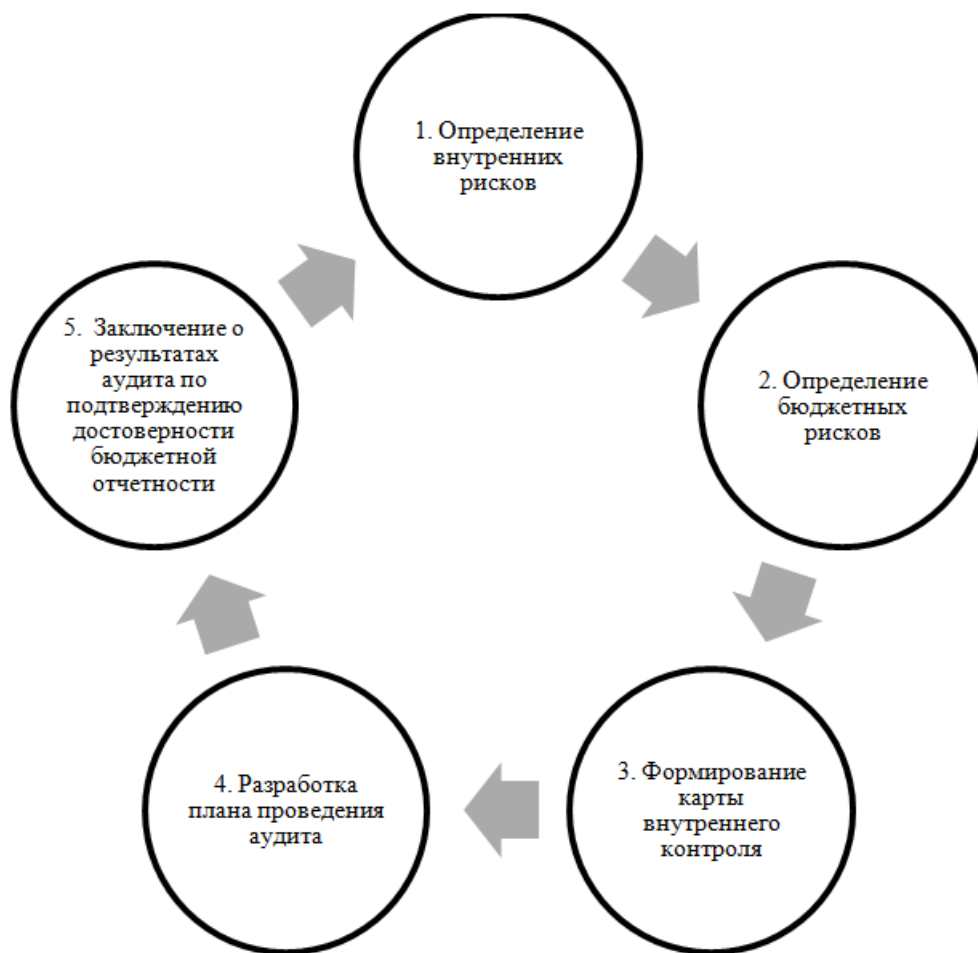 1. Определение
внутренних
рисков
2. Определение
бюджетных
рисков
3. Формирование
карты
внутреннего
контроля
4. Разработка
плана проведения
аудита
5. Заключение о
результатах
аудита по
подтверждению
достоверности
бюджетной
отчетности